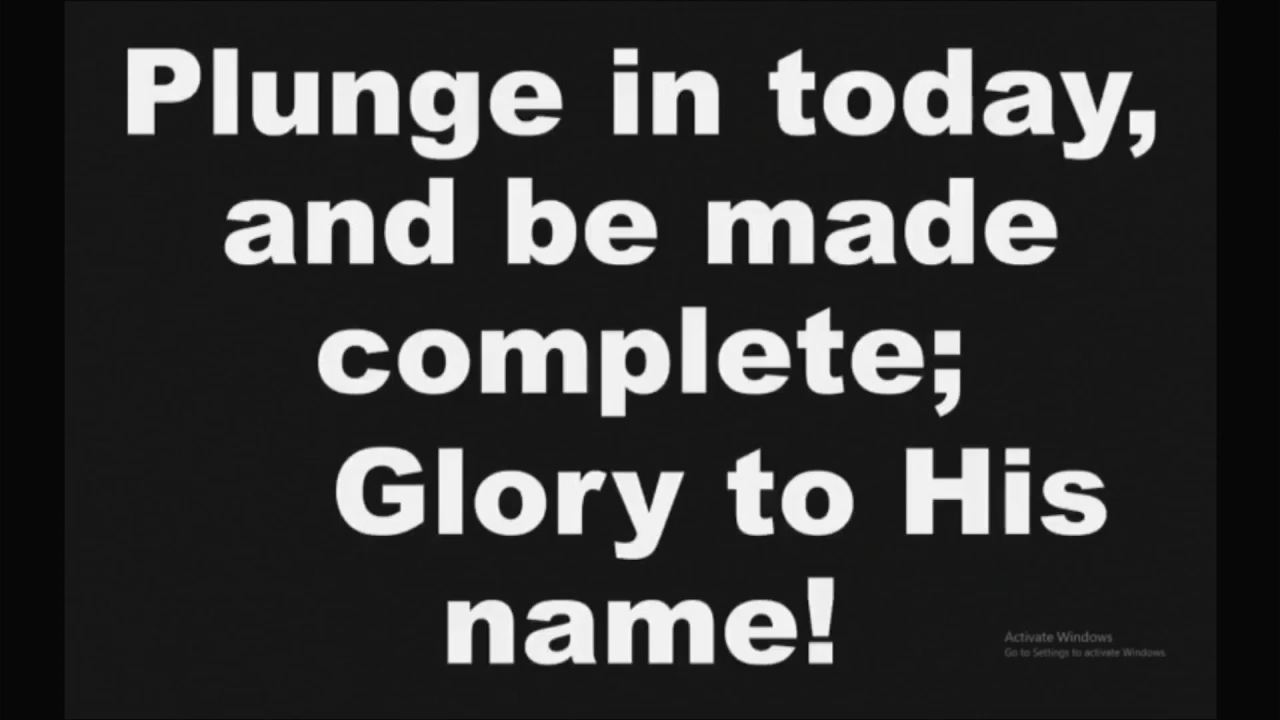 Plunge in today,
and be made
complete;
Glory to His
name!
Activate Windows
Go to Settings to activate Windows.